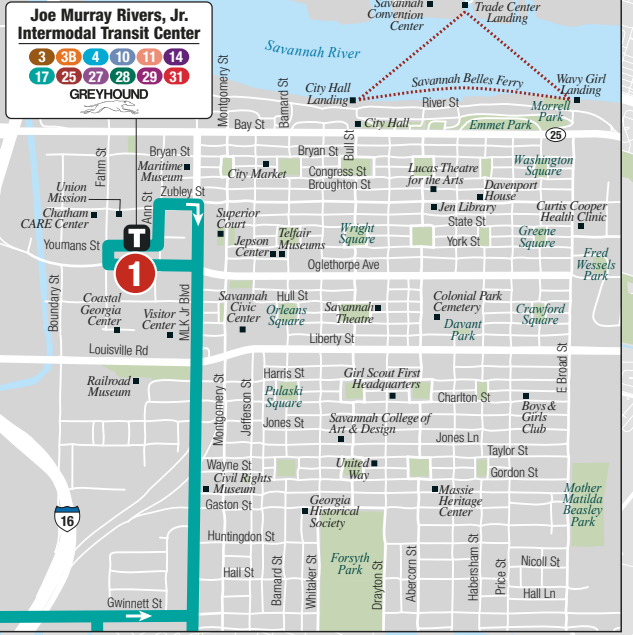 Joe Murray Rivers, Jr.
Intermodal Transit Center
3 3B 4 10 11 14
17 25 27 28 29 31
GREYHOUND
Savannah
Convention
Center
Trade Center
Landing
Savannah River
Savannah Belles Ferry
City Hall
Landing
Wavy Girl
Landing
River St
Morrell
Park
Montgomery St
Barnard St
Bull St
Bay St
City Hall
Emmet Park
25
Fahm St
Bryan St
Maritime
Museum
Bryan St
City Market
Congress St
Broughton St
Lucas Theatre
for the Arts
Washington
Square
Union
Mission
Ann St
Zubley St
Davenport
House
Chatham
CARE Center
Superior
Court
Jen Library
Curtis Cooper
Health Clinic
State St
Youmans St
T
Jepson
Center
Telfair
Museums
Wright
Square
York St
Greene
Square
Fred
Wessels
Park
1
Oglethorpe Ave
Boundary St
Coastal
Georgia
Center
Visitor
Center
MLK Jr Blvd
Savannah
Civic
Center
Hull St
Orleans
Square
Savannah
Theatre
Colonial Park
Cemetery
Davant
Park
Crawford
Square
Liberty St
Louisville Rd
Railroad
Museum
Montgomery St
Jefferson St
Harris St
Pulaski
Square
Girl Scout First
Headquarters
E Broad St
Charlton St
Boys &
Girls
Club
Jones St
Savannah College of
Art & Design
Jones Ln
Taylor St
Wayne St
United
Way
Gordon St
Civil Rights
Museum
Gaston St
Georgia
Historical
Society
Massie
Heritage
Center
Mother
Matilda
Beasley
Park
16
Huntingdon St
Hall St
Barnard St
Whitaker St
Forsyth
Park
Drayton St
Abercorn St
Habersham St
Price St
Nicoll St
Hall Ln
Gwinnett St